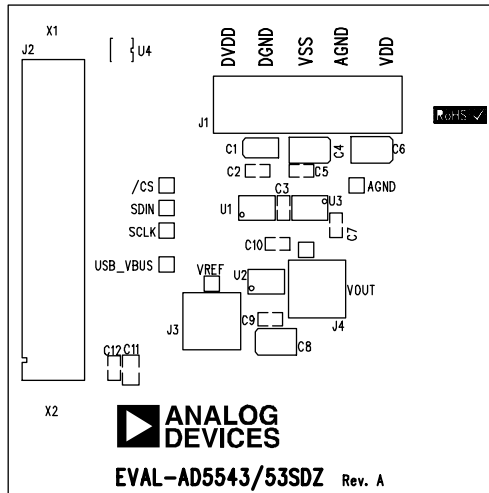 X1
J2
U4
DVDD DGND VSS AGND VDD
J1
RoHS ✓
C1
C4
C6
C2
C5
/CS
AGND
SDIN
U1
C3
U3
SCLK
C7
C10
USB_VBUS
VREF
U2
VOUT
J3
C9
J4
C8
C12
C11
X2
ANALOG
DEVICES
EVAL-AD5543/53SDZ Rev. A